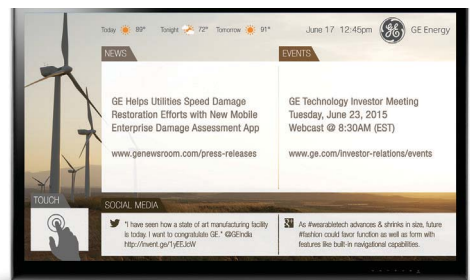 Today 89° Tonight 72° Tomorrow 91° June 17 12:45pm GE Energy
NEWS
GE Helps Utilities Speed Damage
Restoration Efforts with New Mobile
Enterprise Damage Assessment App
www.genewsroom.com/press-releases
EVENTS
GE Technology Investor Meeting
Tuesday, June 23, 2015
Webcast @ 8:30AM (EST)
www.ge.com/investor-relations/events
TOUCH
SOCIAL MEDIA
"I have seen how a state of art manufacturing facility
is today. I want to congratulate GE." @GEIndia
http://invent.ge/1yEEJcW
As #wearabletech advances & shrinks in size, future
#fashion could favor function as well as form with
features like built-in navigational capabilities.